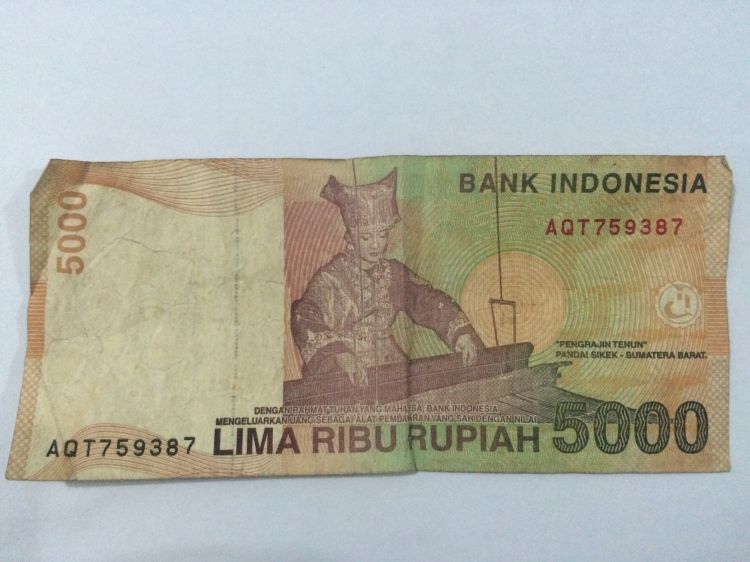 5000
BANK INDONESIA
AQT759387
"PENGRAJIN TENUN"
PANDAI SIKEK - SUMATERA BARAT.
DENGAN RAHMAT TUHAN YANG MAHA ESA, BANK INDONESIA
MENGELUARKAN UANG SEBAGAI ALAT PEMBAYARAN YANG SAH DENGAN NILAI
AQT759387
LIMA RIBU RUPIAH 5000